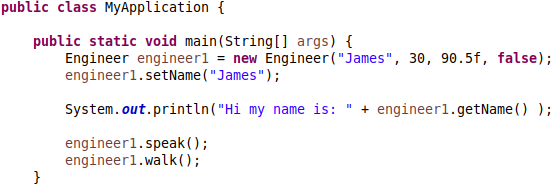 public class MyApplication {
public static void main(String[] args) {
Engineer engineer1 = new Engineer("James", 30, 90.5f, false);
engineer1.setName("James");
System.out.println("Hi my name is: " + engineer1.getName() );
engineer1.speak();
engineer1.walk();
}